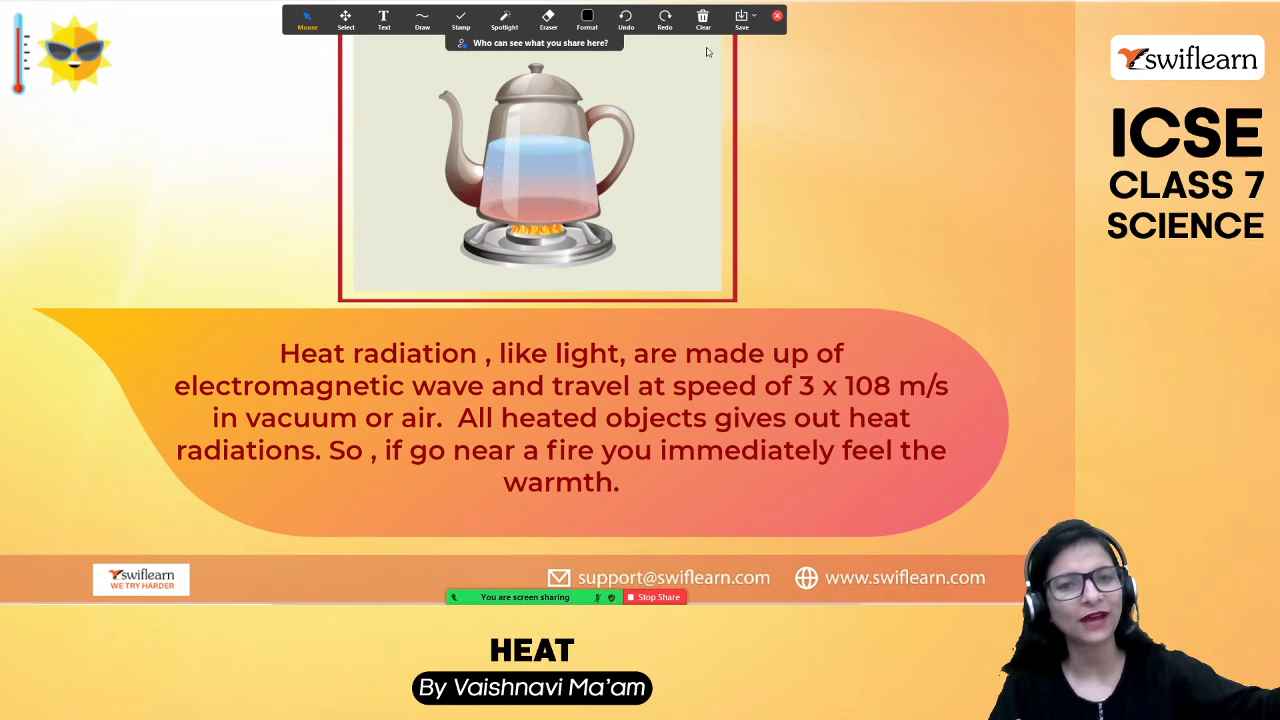 Mouse Select Text Draw Stamp Spotlight Eraser Format Undo Redo Clear Save
Who can see what you share here?
swiflearn
ICSE
CLASS 7
SCIENCE
Heat radiation , like light, are made up of
electromagnetic wave and travel at speed of 3 x 108 m/s
in vacuum or air. All heated objects gives out heat
radiations. So , if go near a fire you immediately feel the
warmth.
swiflearn
WE TRY HARDER
support@swiflearn.com
www.swiflearn.com
You are screen sharing
Stop Share
HEAT
By Vaishnavi Ma'am